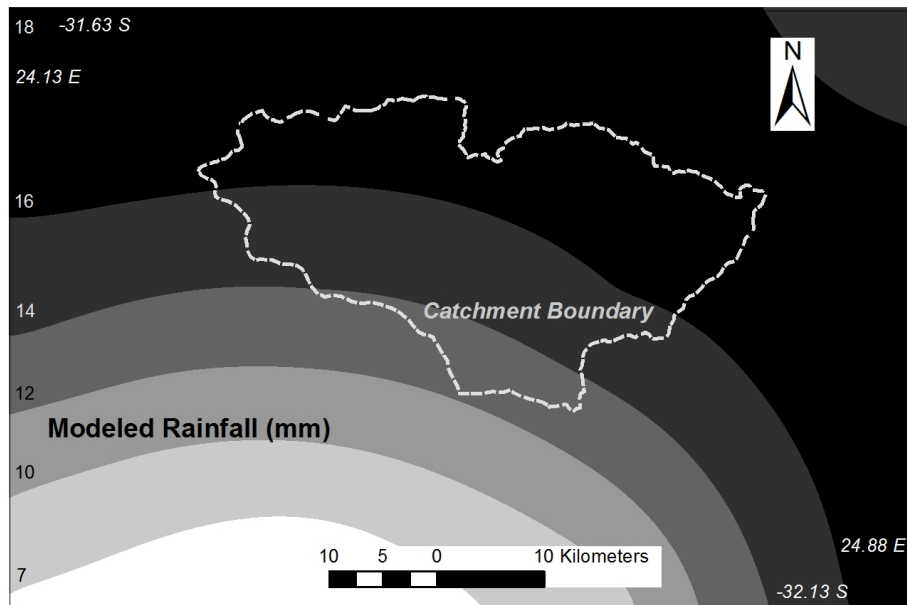 18 -31.63 S
24.13 E
N
16
14
Catchment Boundary
12
Modeled Rainfall (mm)
10
24.88 E
10 5 0 10 Kilometers
7
-32.13 S